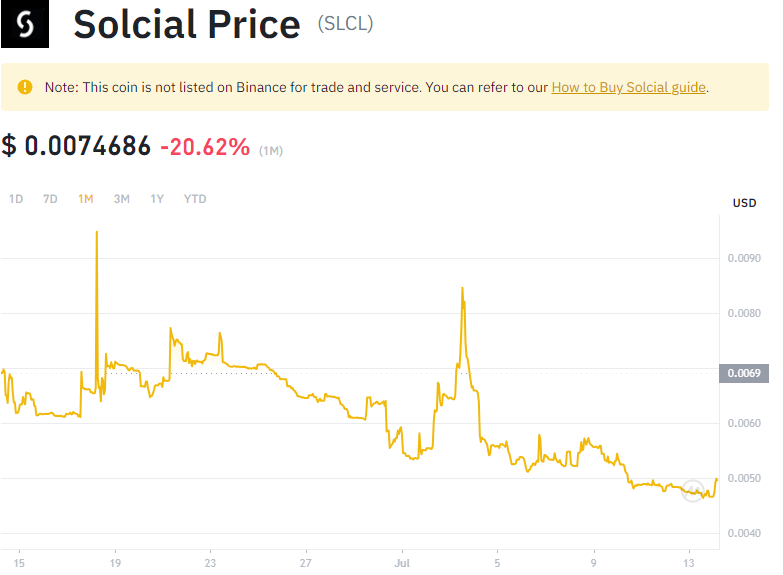 Solcial Price (SLCL)
Note: This coin is not listed on Binance for trade and service. You can refer to our How to Buy Solcial guide.
$ 0.0074686 -20.62% (1M)
1D 7D 1M 3M 1Y YTD
USD
0.0090
0.0080
0.0069
0.0060
0.0050
0.0040
15 19 23 27 Jul 5 9 13